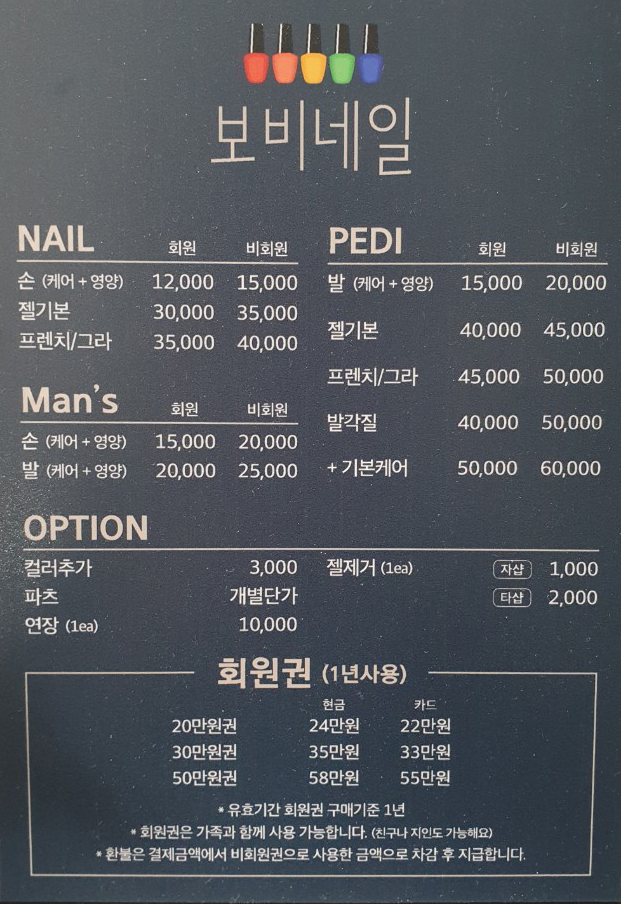 보비네일
NAIL 회원 비회원
손 (케어 + 영양) 12,000 15,000
젤기본 30,000 35,000
프렌치/그라 35,000 40,000
Man's 회원 비회원
손 (케어 + 영양) 15,000 20,000
발 (케어 + 영양) 20,000 25,000
PEDI 회원 비회원
발 (케어 + 영양) 15,000 20,000
젤기본 40,000 45,000
프렌치/그라 45,000 50,000
발각질 40,000 50,000
+ 기본케어 50,000 60,000
OPTION
컬러추가 3,000
파츠 개별단가
연장 (1ea) 10,000
젤제거 (1ea) 자샵 1,000
타샵 2,000
회원권 (1년사용)
현금 카드
20만원권 24만원 22만원
30만원권 35만원 33만원
50만원권 58만원 55만원
* 유효기간 회원권 구매기준 1년
* 회원권은 가족과 함께 사용 가능합니다. (친구나 지인도 가능해요)
* 환불은 결제금액에서 비회원권으로 사용한 금액으로 차감 후 지급합니다.